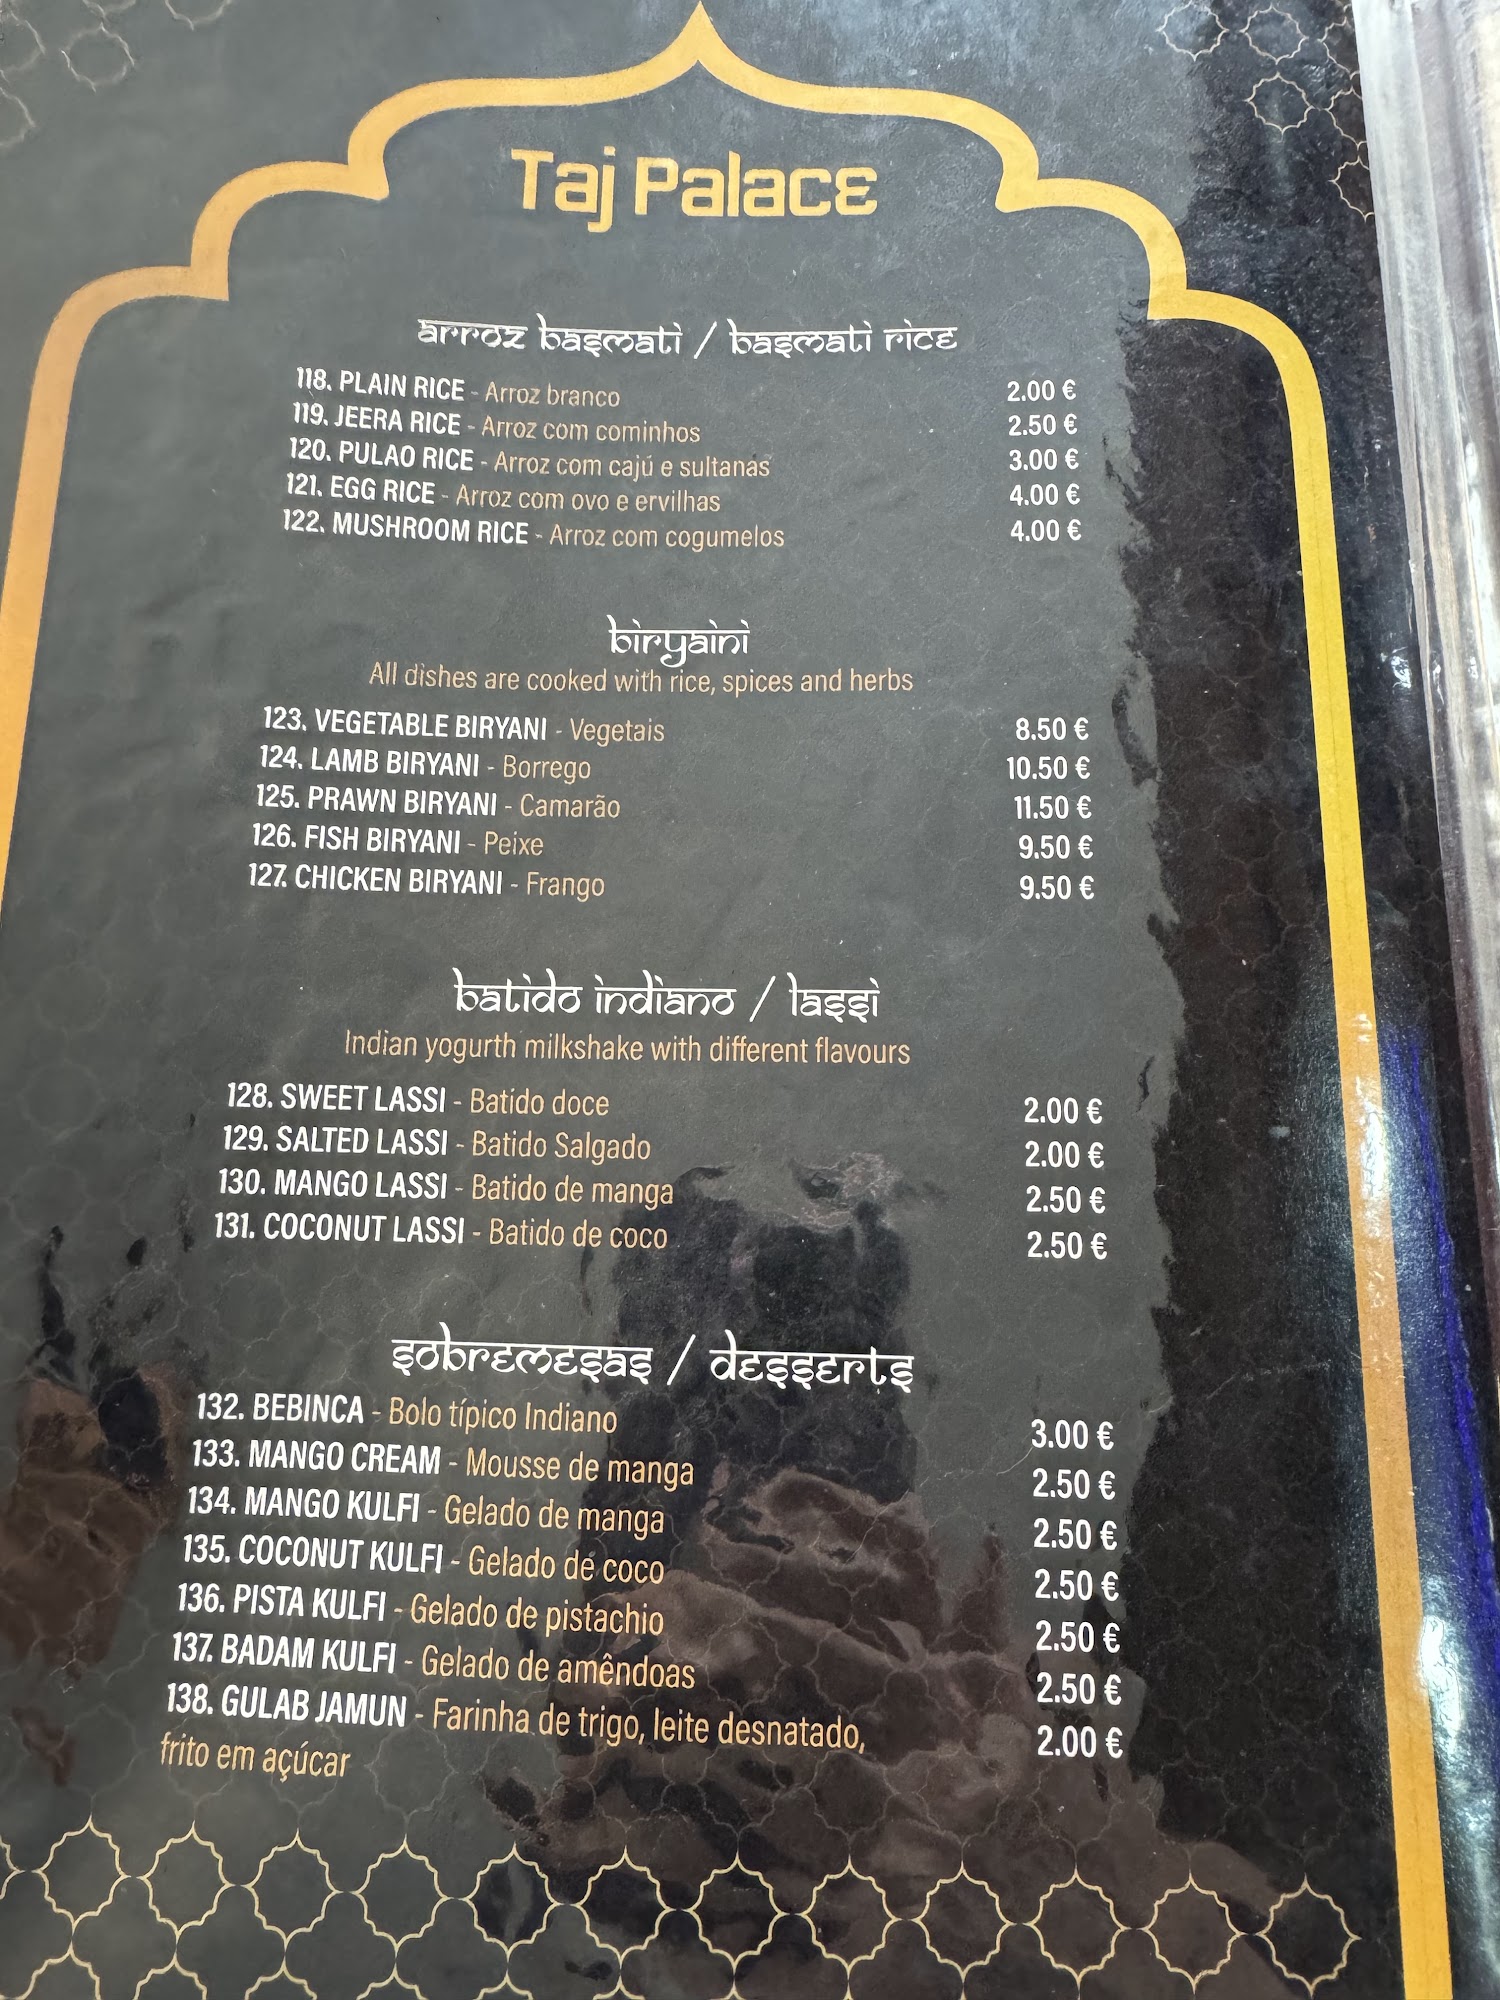 Taj Palace
Arroz Basmati / Basmati Rice
118. PLAIN RICE - Arroz branco 2.00 €
119. JEERA RICE - Arroz com cominhos 2.50 €
120. PULAO RICE - Arroz com cajú e sultanas 3.00 €
121. EGG RICE - Arroz com ovo e ervilhas 4.00 €
122. MUSHROOM RICE - Arroz com cogumelos 4.00 €
Biryaini
All dishes are cooked with rice, spices and herbs
123. VEGETABLE BIRYANI - Vegetais 8.50 €
124. LAMB BIRYANI - Borrego 10.50 €
125. PRAWN BIRYANI - Camarão 11.50 €
126. FISH BIRYANI - Peixe 9.50 €
127. CHICKEN BIRYANI - Frango 9.50 €
Batido Indiano / Lassi
Indian yogurth milkshake with different flavours
128. SWEET LASSI - Batido doce 2.00 €
129. SALTED LASSI - Batido Salgado 2.00 €
130. MANGO LASSI - Batido de manga 2.50 €
131. COCONUT LASSI - Batido de coco 2.50 €
Sobremesas / Desserts
132. BEBINCA - Bolo típico Indiano 3.00 €
133. MANGO CREAM - Mousse de manga 2.50 €
134. MANGO KULFI - Gelado de manga 2.50 €
135. COCONUT KULFI - Gelado de coco 2.50 €
136. PISTA KULFI - Gelado de pistachio 2.50 €
137. BADAM KULFI - Gelado de amêndoas 2.50 €
138. GULAB JAMUN - Farinha de trigo, leite desnatado, 2.00 €
frito em açúcar